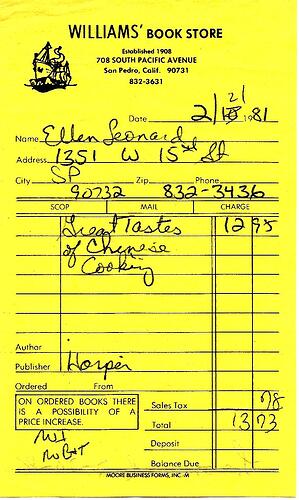 WILLIAMS' BOOK STORE
Established 1908
708 SOUTH PACIFIC AVENUE
San Pedro, Calif. 90731
832-3631
Date 2/21 1981
Name Ellen Leonard
Address 1351 W 15th St
City SP Zip Phone
90732 832-3436
SCOP MAIL CHARGE
Great Tastes 12 95
of Chinese
Cooking
Author
Publisher Harper
Ordered From
ON ORDERED BOOKS THERE
IS A POSSIBILITY OF A
PRICE INCREASE.
Sales Tax 78
Total 13 73
Deposit
Balance Due
MOORE BUSINESS FORMS, INC -M